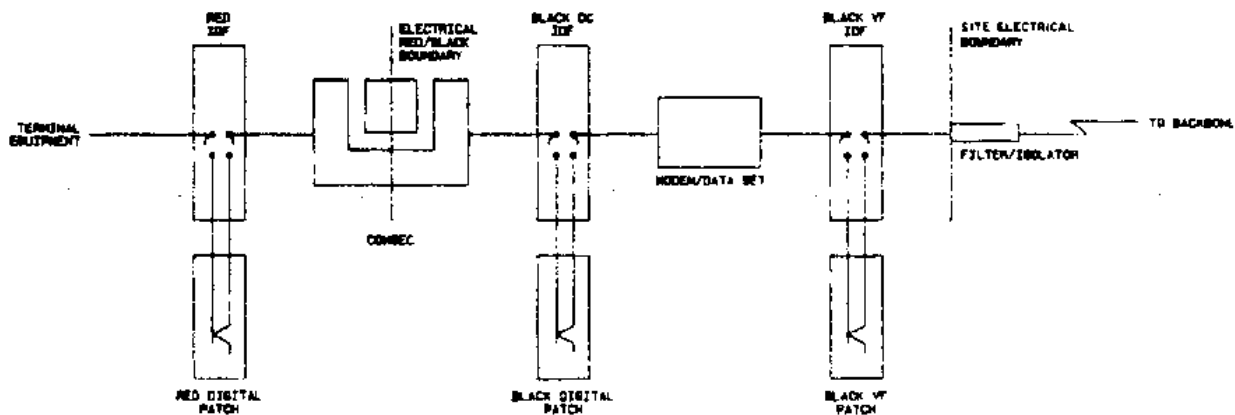 RED
IDF
ELECTRICAL
RED/BLACK
BOUNDARY
BLACK DC
IDF
BLACK VF
IDF
SITE ELECTRICAL
BOUNDARY
TERMINAL
EQUIPMENT
TO BACKBONE
FILTER/ISOLATOR
MODEM/DATA SET
COMSEC
RED DIGITAL
PATCH
BLACK DIGITAL
PATCH
BLACK VF
PATCH